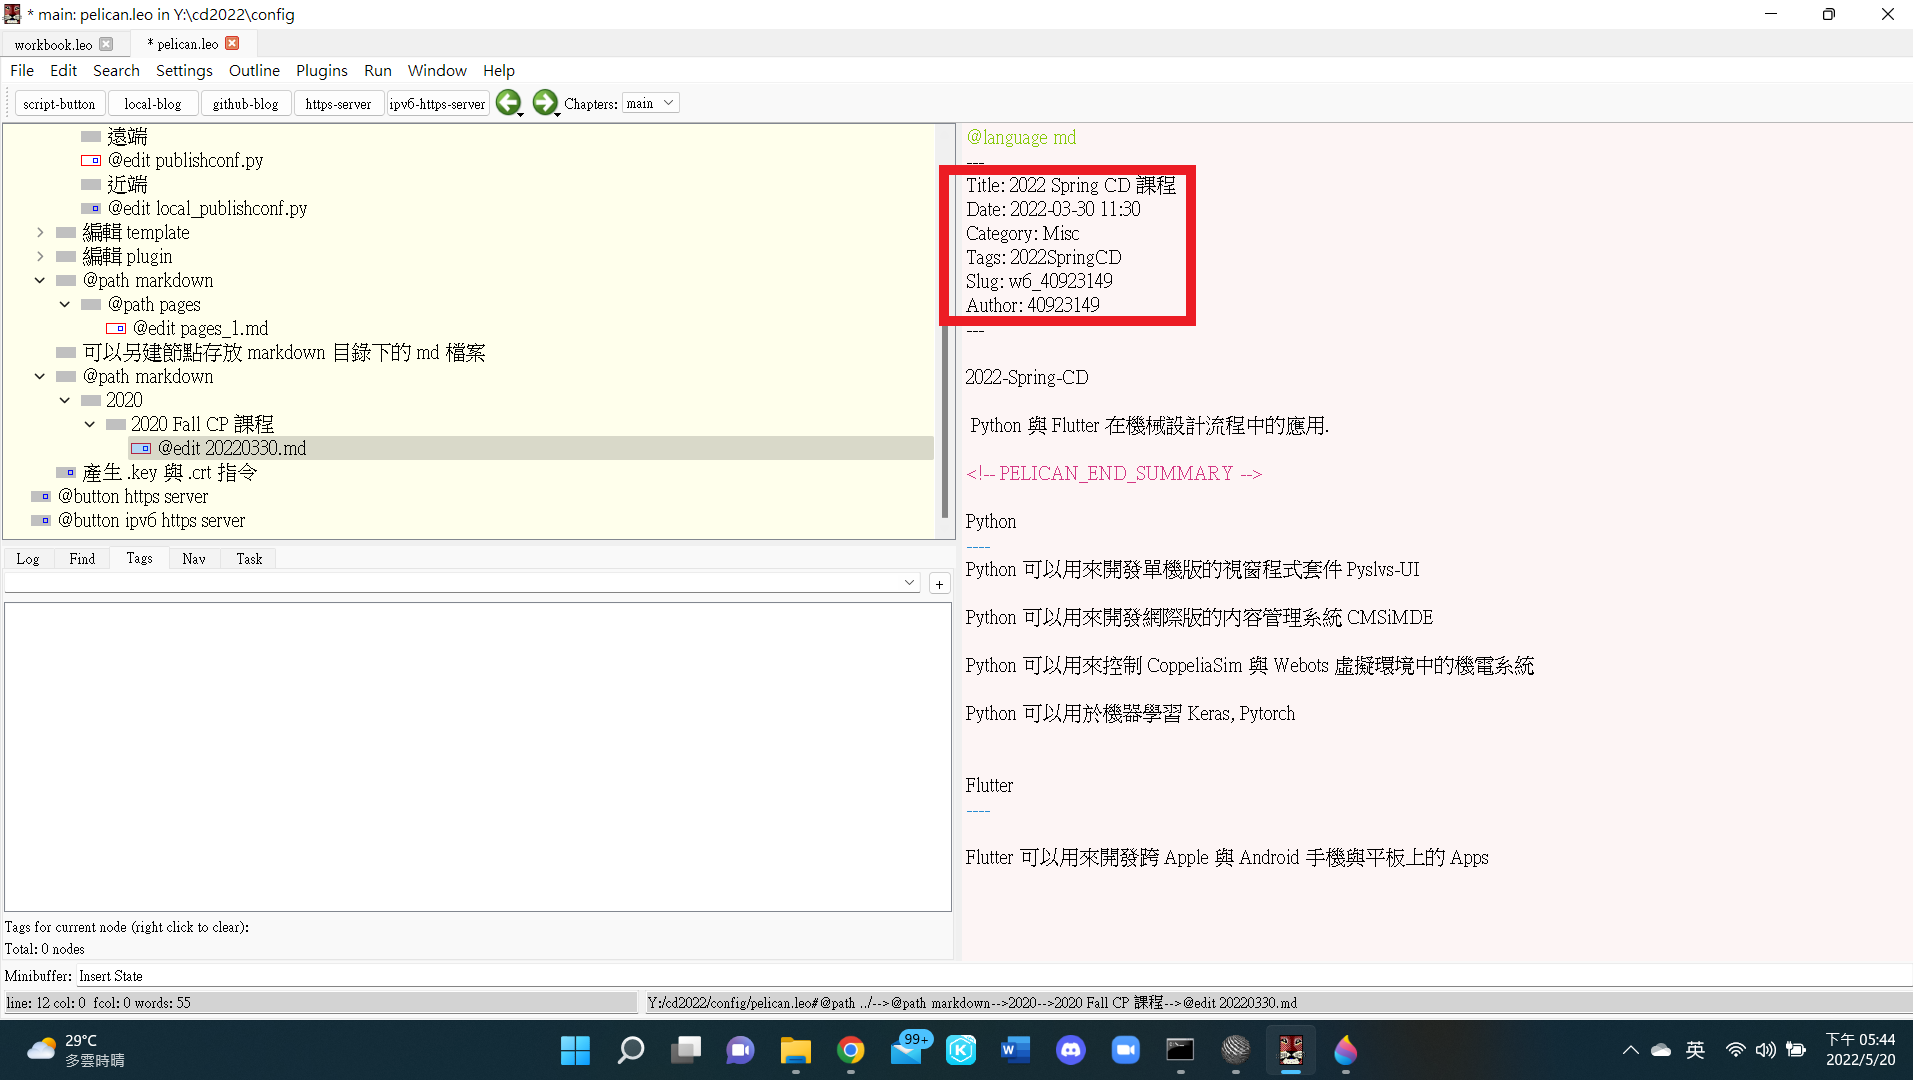 * main: pelican.leo in Y:\cd2022\config
workbook.leo
* pelican.leo
File Edit Search Settings Outline Plugins Run Window Help
script-button local-blog github-blog https-server ipv6-https-server Chapters: main
遠端
@edit publishconf.py
近端
@edit local_publishconf.py
編輯 template
編輯 plugin
@path markdown
@path pages
@edit pages_1.md
可以另建節點存放 markdown 目錄下的 md 檔案
@path markdown
2020
2020 Fall CP 課程
@edit 20220330.md
產生 .key 與 .crt 指令
@button https server
@button ipv6 https server
Log Find Tags Nav Task
+
Tags for current node (right click to clear):
Total: 0 nodes
@language md
---
Title: 2022 Spring CD 課程
Date: 2022-03-30 11:30
Category: Misc
Tags: 2022SpringCD
Slug: w6_40923149
Author: 40923149
---
2022-Spring-CD
Python 與 Flutter 在機械設計流程中的應用.
<!-- PELICAN_END_SUMMARY -->
Python
----
Python 可以用來開發單機版的視窗程式套件 Pyslvs-UI
Python 可以用來開發網際版的內容管理系統 CMSiMDE
Python 可以用來控制 CoppeliaSim 與 Webots 虛擬環境中的機電系統
Python 可以用於機器學習 Keras, Pytorch
Flutter
----
Flutter 可以用來開發跨 Apple 與 Android 手機與平板上的 Apps
Minibuffer: Insert State
line: 12 col: 0 fcol: 0 words: 55
Y:/cd2022/config/pelican.leo#@path ../-->@path markdown-->2020-->2020 Fall CP 課程-->@edit 20220330.md
29°C
多雲時晴
99+
英
下午 05:44
2022/5/20